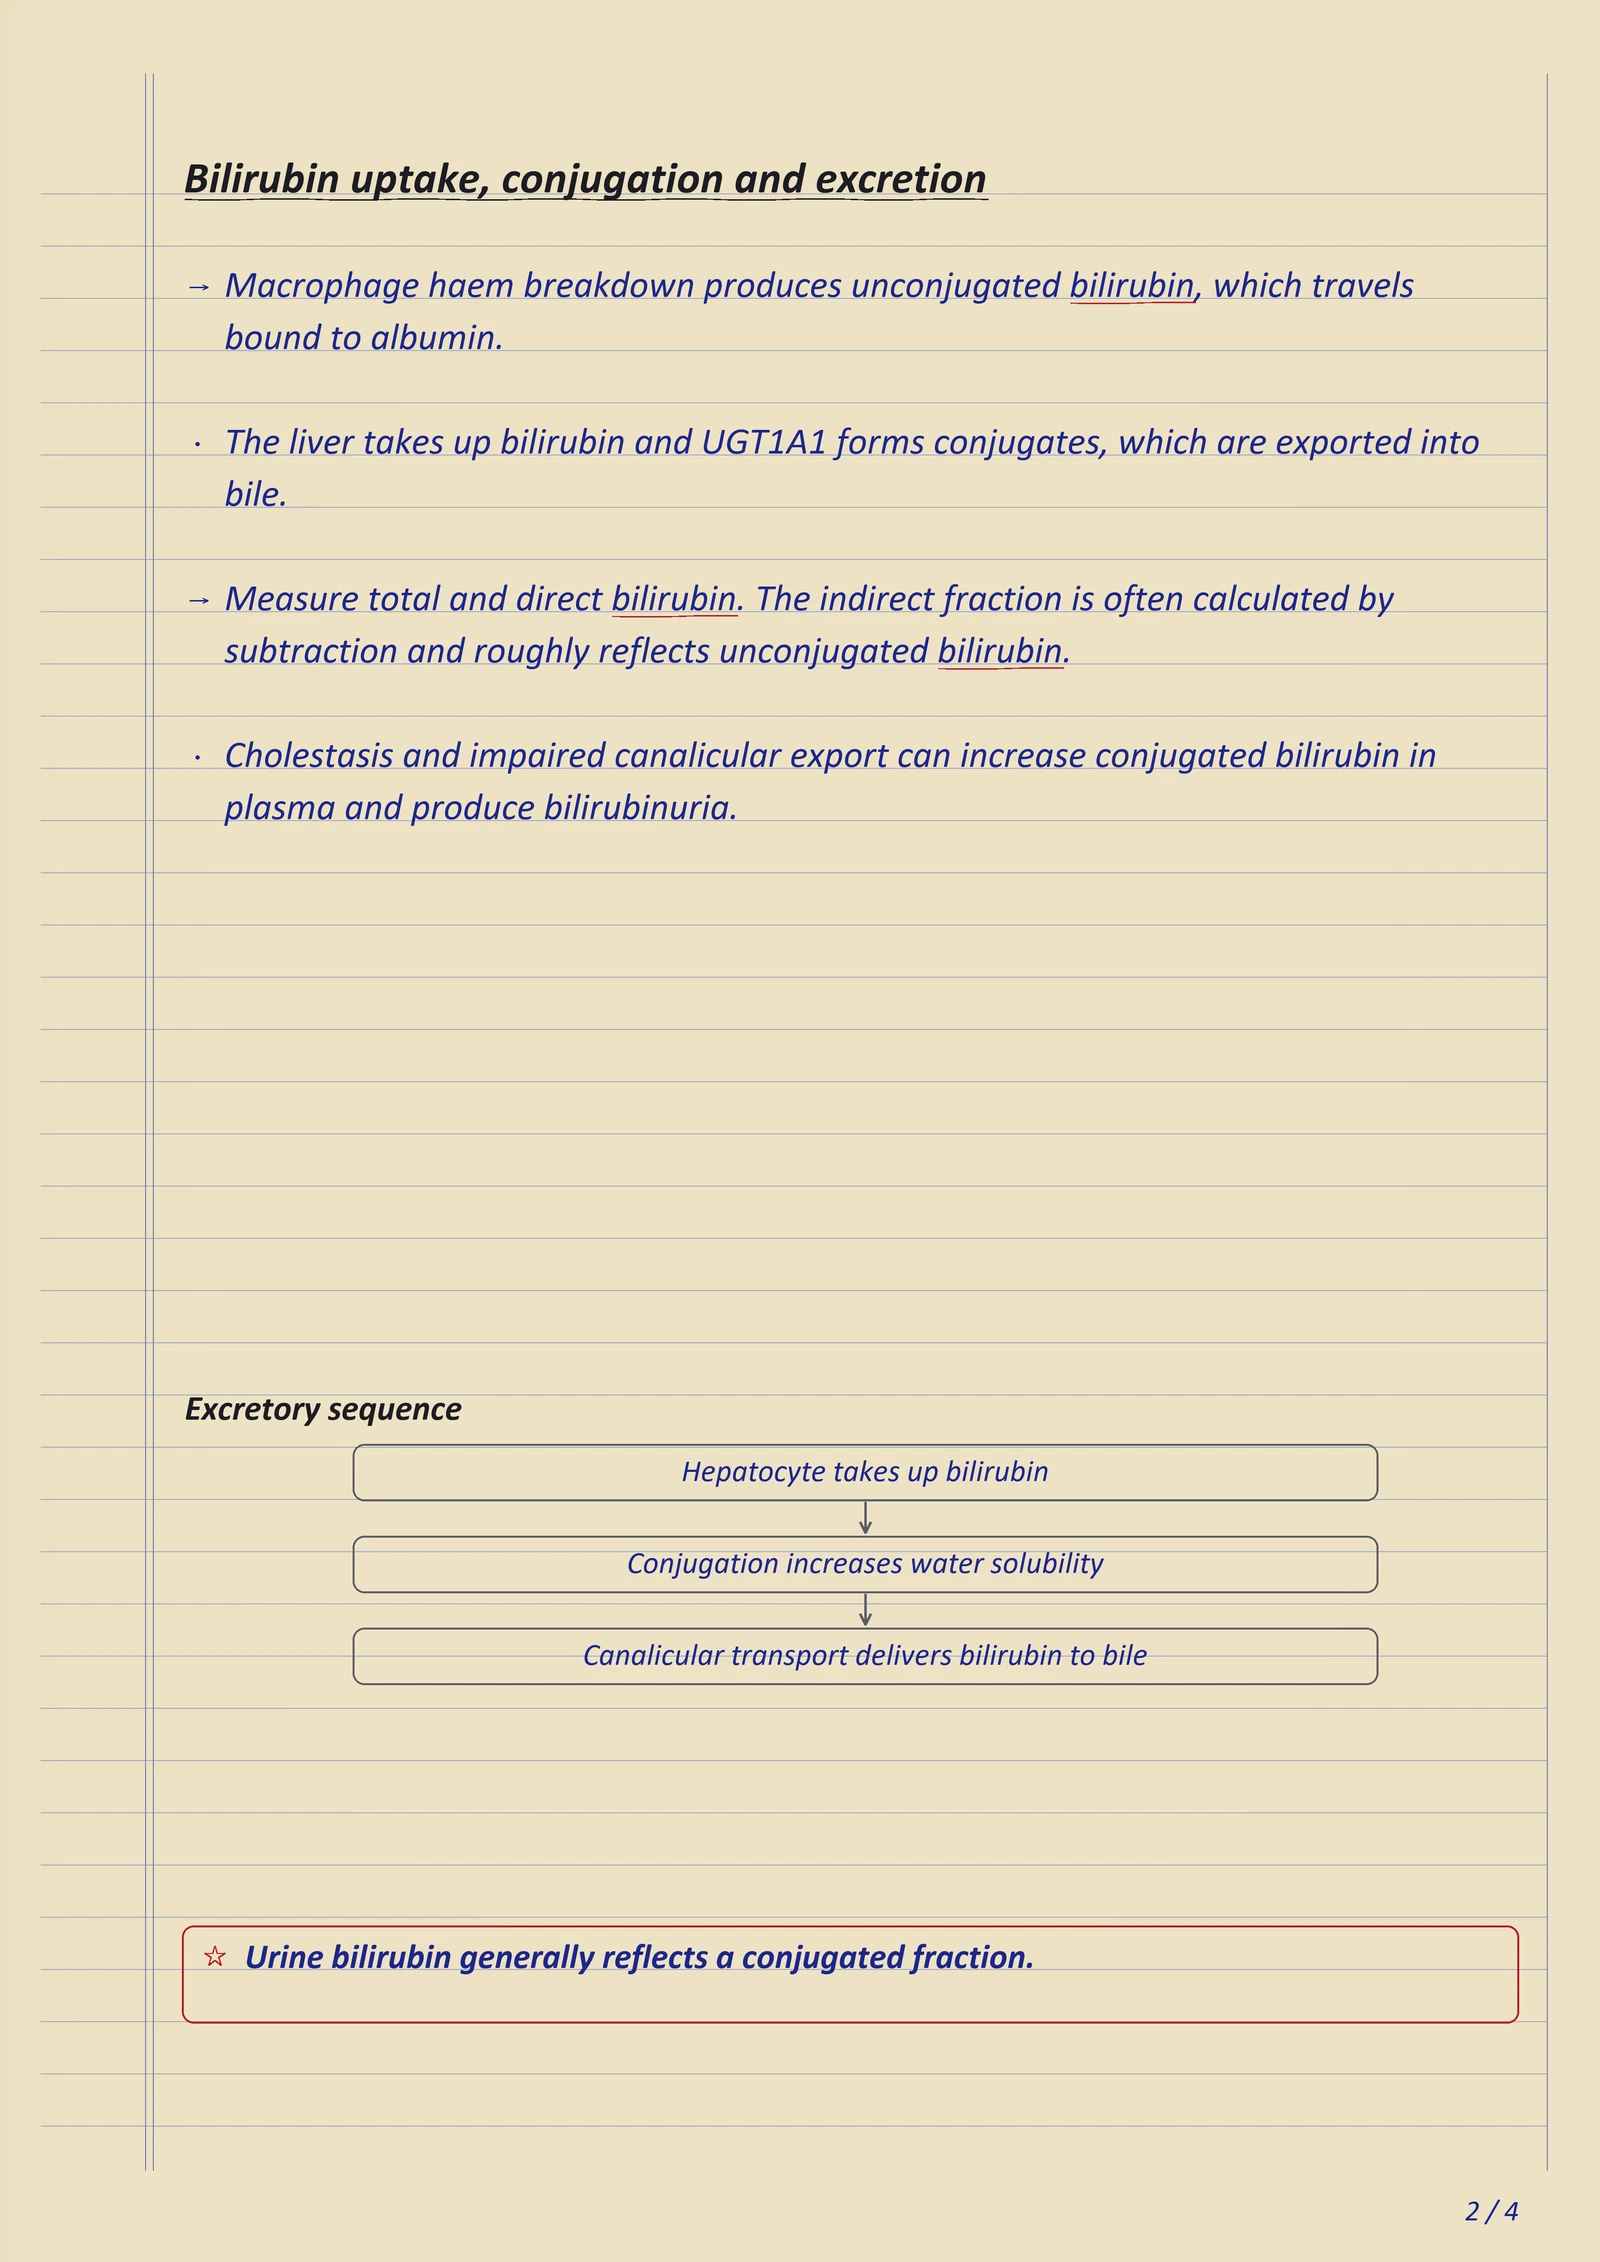 Bilirubin uptake, conjugation and excretion
→ Macrophage haem breakdown produces unconjugated bilirubin, which travels
bound to albumin.
· The liver takes up bilirubin and UGT1A1 forms conjugates, which are exported into
bile.
→ Measure total and direct bilirubin. The indirect fraction is often calculated by
subtraction and roughly reflects unconjugated bilirubin.
· Cholestasis and impaired canalicular export can increase conjugated bilirubin in
plasma and produce bilirubinuria.
Excretory sequence
Hepatocyte takes up bilirubin
Conjugation increases water solubility
Canalicular transport delivers bilirubin to bile
☆ Urine bilirubin generally reflects a conjugated fraction.
2 / 4